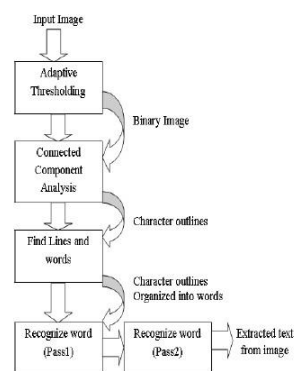 Input Image
Adaptive
Thresholding
Binary Image
Connected
Component
Analysis
Character outlines
Find Lines and
words
Character outlines
Organized into words
Recognize word
(Pass1)
Recognize word
(Pass2)
Extracted text
from image